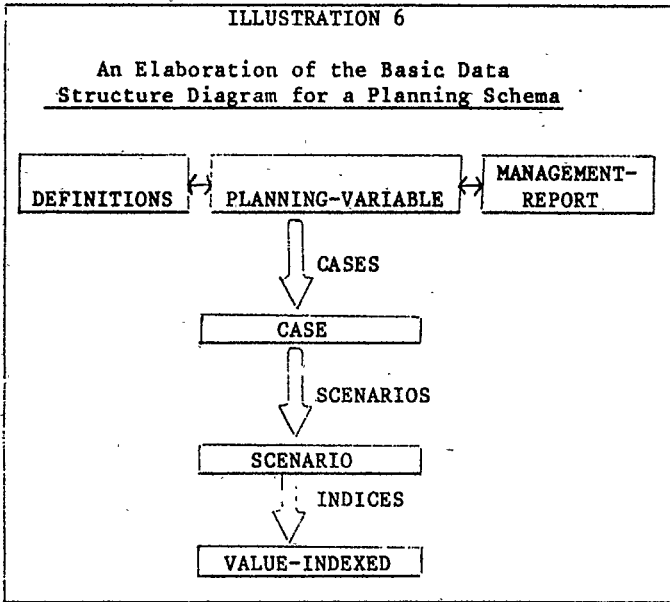 ILLUSTRATION 6
An Elaboration of the Basic Data
Structure Diagram for a Planning Schema
DEFINITIONS
PLANNING-VARIABLE
MANAGEMENT-
REPORT
CASES
CASE
SCENARIOS
SCENARIO
INDICES
VALUE-INDEXED